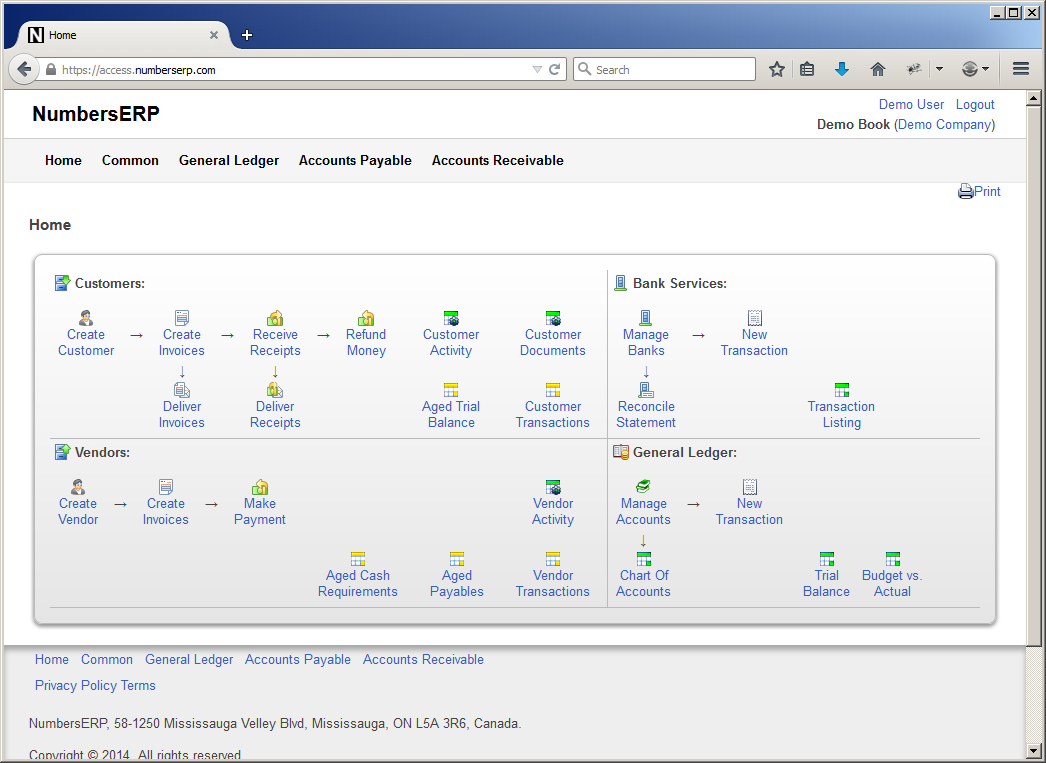 N Home
https://access.numberserp.com
Search
NumbersERP
Demo User Logout
Demo Book (Demo Company)
Home Common General Ledger Accounts Payable Accounts Receivable
Print
Home
Customers:
Create Customer → Create Invoices → Receive Receipts → Refund Money
Customer Activity
Customer Documents
↓ ↓
Deliver Invoices
Deliver Receipts
Aged Trial Balance
Customer Transactions
Bank Services:
Manage Banks → New Transaction
↓
Reconcile Statement
Transaction Listing
Vendors:
Create Vendor → Create Invoices → Make Payment
Vendor Activity
Aged Cash Requirements
Aged Payables
Vendor Transactions
General Ledger:
Manage Accounts → New Transaction
↓
Chart Of Accounts
Trial Balance
Budget vs. Actual
Home Common General Ledger Accounts Payable Accounts Receivable
Privacy Policy Terms
NumbersERP, 58-1250 Mississauga Velley Blvd, Mississauga, ON L5A 3R6, Canada.
Copyright © 2014. All rights reserved